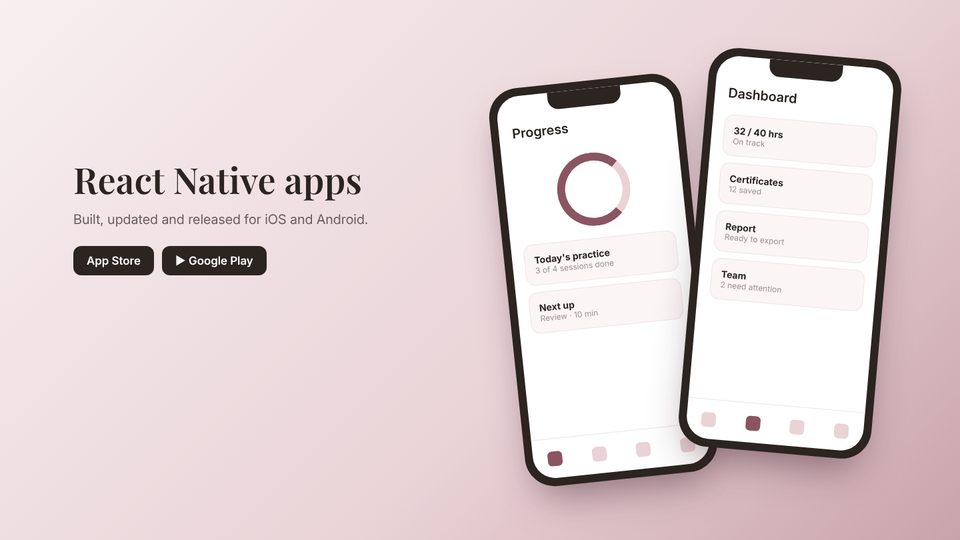 React Native apps
Built, updated and released for iOS and Android.
App Store
▶ Google Play
Progress
Today's practice
3 of 4 sessions done
Next up
Review · 10 min
Dashboard
32 / 40 hrs
On track
Certificates
12 saved
Report
Ready to export
Team
2 need attention